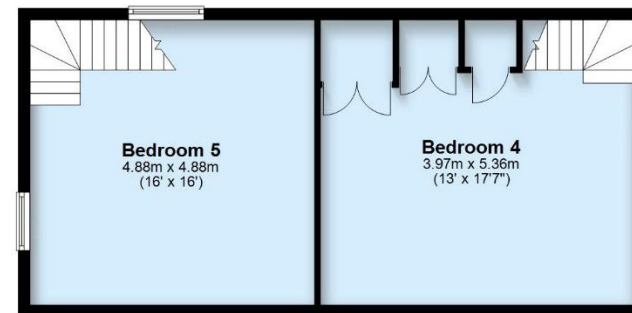 Bedroom 5
4.88m x 4.88m
(16' x 16')
Bedroom 4
3.97m x 5.36m
(13' x 17'7")